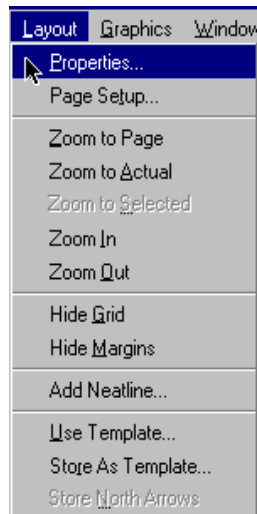 Layout Graphics Window
Properties...
Page Setup...
Zoom to Page
Zoom to Actual
Zoom to Selected
Zoom In
Zoom Out
Hide Grid
Hide Margins
Add Neatline...
Use Template...
Store As Template...
Store North Arrows